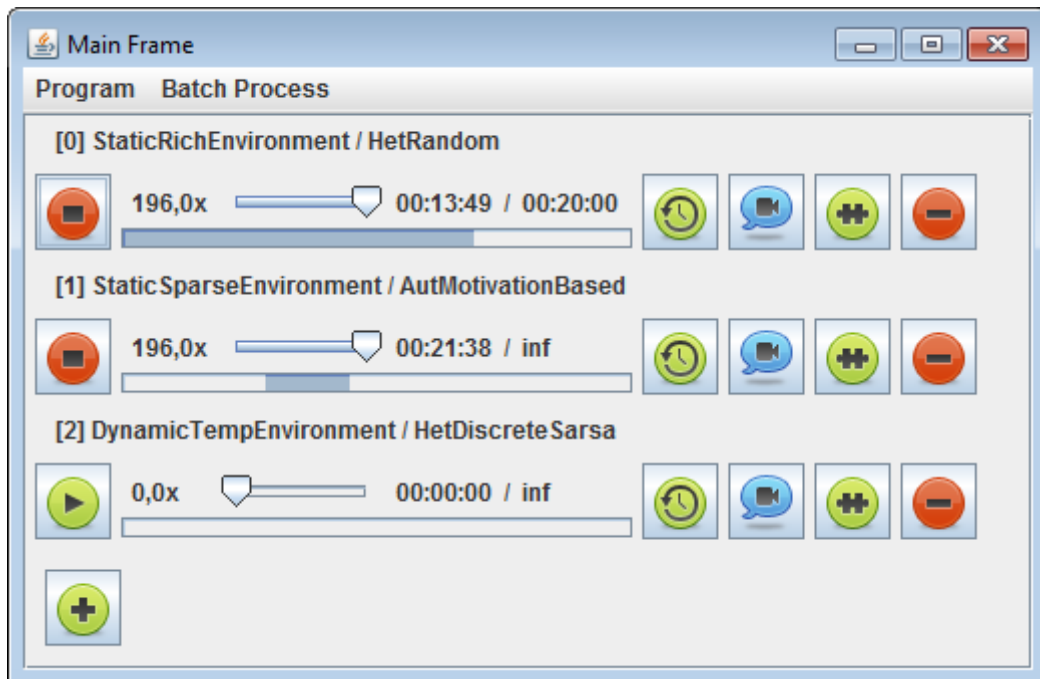 Main Frame
Program Batch Process
[0] StaticRichEnvironment / HetRandom
196,0x 00:13:49 / 00:20:00
[1] StaticSparseEnvironment / AutMotivationBased
196,0x 00:21:38 / inf
[2] DynamicTempEnvironment / HetDiscreteSarsa
0,0x 00:00:00 / inf